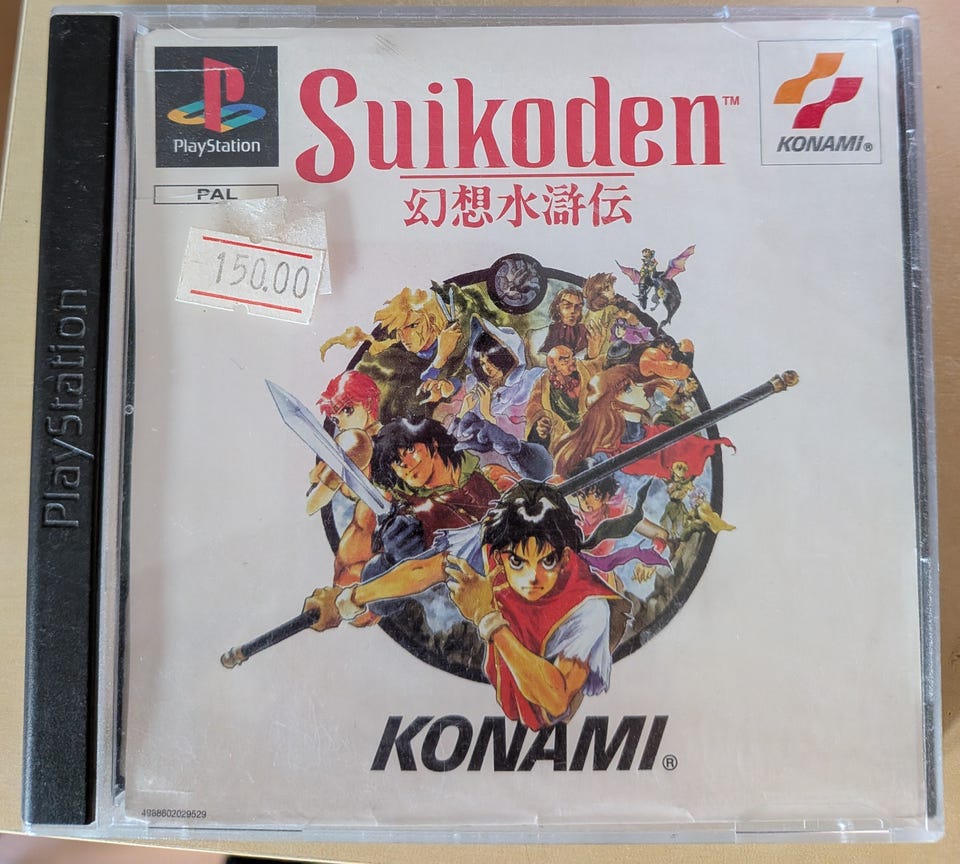 PlayStation
Suikoden™
KONAMI®
PAL
幻想水滸伝
150.00
PlayStation
KONAMI®
4988602029529